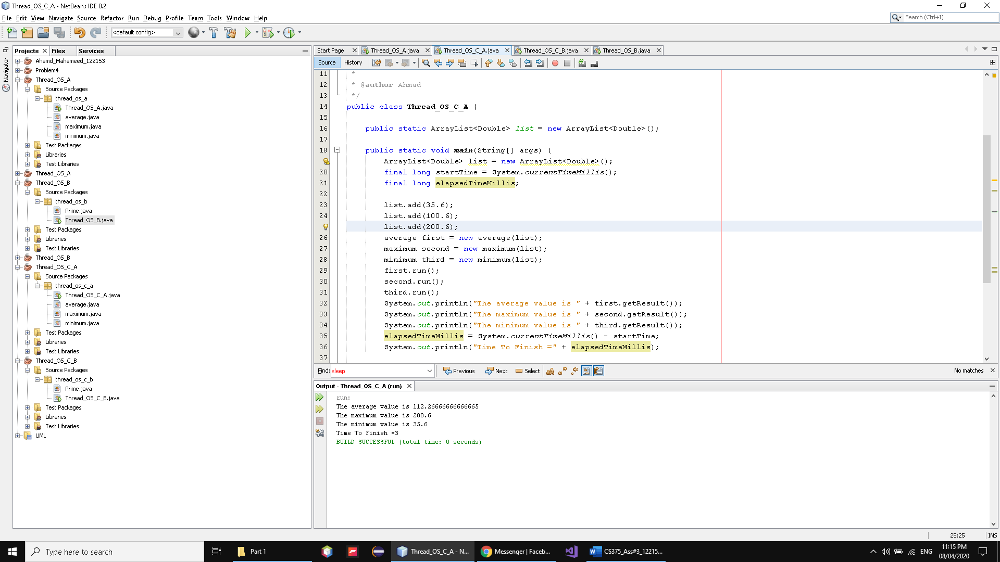 Thread_OS_C_A - NetBeans IDE 8.2
File Edit View Navigate Source Refactor Run Debug Profile Team Tools Window Help
Search (Ctrl+I)
<default config>
Projects Files Services
Navigator
Ahamd_Mahameed_122153
Problem4
Thread_OS_A
Source Packages
thread_os_a
Thread_OS_A.java
average.java
maximum.java
minimum.java
Test Packages
Libraries
Test Libraries
Thread_OS_A
Thread_OS_B
Source Packages
thread_os_b
Prime.java
Thread_OS_B.java
Test Packages
Libraries
Test Libraries
Thread_OS_B
Thread_OS_C_A
Source Packages
thread_os_c_a
Thread_OS_C_A.java
average.java
maximum.java
minimum.java
Test Packages
Libraries
Test Libraries
Thread_OS_C_B
Source Packages
thread_os_c_b
Prime.java
Thread_OS_C_B.java
Test Packages
Libraries
Test Libraries
UML
Start Page Thread_OS_A.java Thread_OS_C_A.java Thread_OS_C_B.java Thread_OS_B.java
Source History
11 *
12 * @author Ahmad
13 */
14 public class Thread_OS_C_A {
15
16 public static ArrayList<Double> list = new ArrayList<Double>();
17
18 public static void main(String[] args) {
ArrayList<Double> list = new ArrayList<Double>();
20 final long startTime = System.currentTimeMillis();
21 final long elapsedTimeMillis;
22
23 list.add(35.6);
24 list.add(100.6);
list.add(200.6);
26 average first = new average(list);
27 maximum second = new maximum(list);
28 minimum third = new minimum(list);
29 first.run();
30 second.run();
31 third.run();
32 System.out.println("The average value is " + first.getResult());
33 System.out.println("The maximum value is " + second.getResult());
34 System.out.println("The minimum value is " + third.getResult());
35 elapsedTimeMillis = System.currentTimeMillis() - startTime;
36 System.out.println("Time To Finish =" + elapsedTimeMillis);
37
Find: sleep Previous Next Select No matches
Output - Thread_OS_C_A (run)
run:
The average value is 112.26666666666665
The maximum value is 200.6
The minimum value is 35.6
Time To Finish =3
BUILD SUCCESSFUL (total time: 0 seconds)
25:25 INS
Type here to search
Part 1
Thread_OS_C_A - N...
Messenger | Faceb...
CS375_Ass#3_12215...
ENG
11:15 PM
08/04/2020